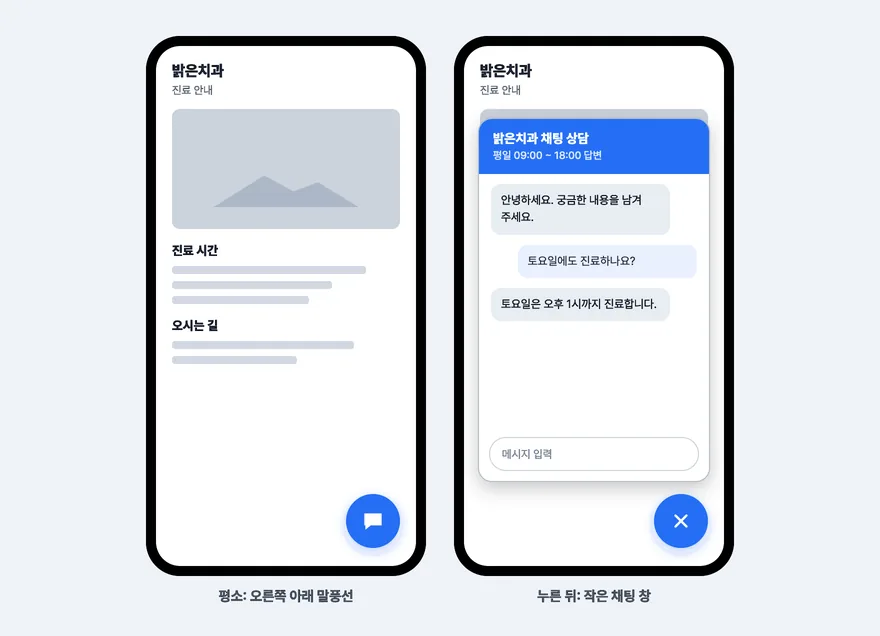 밝은치과
진료 안내
진료 시간
오시는 길
평소: 오른쪽 아래 말풍선
밝은치과
진료 안내
밝은치과 채팅 상담
평일 09:00 ~ 18:00 답변
안녕하세요. 궁금한 내용을 남겨
주세요.
토요일에도 진료하나요?
토요일은 오후 1시까지 진료합니다.
메시지 입력
누른 뒤: 작은 채팅 창